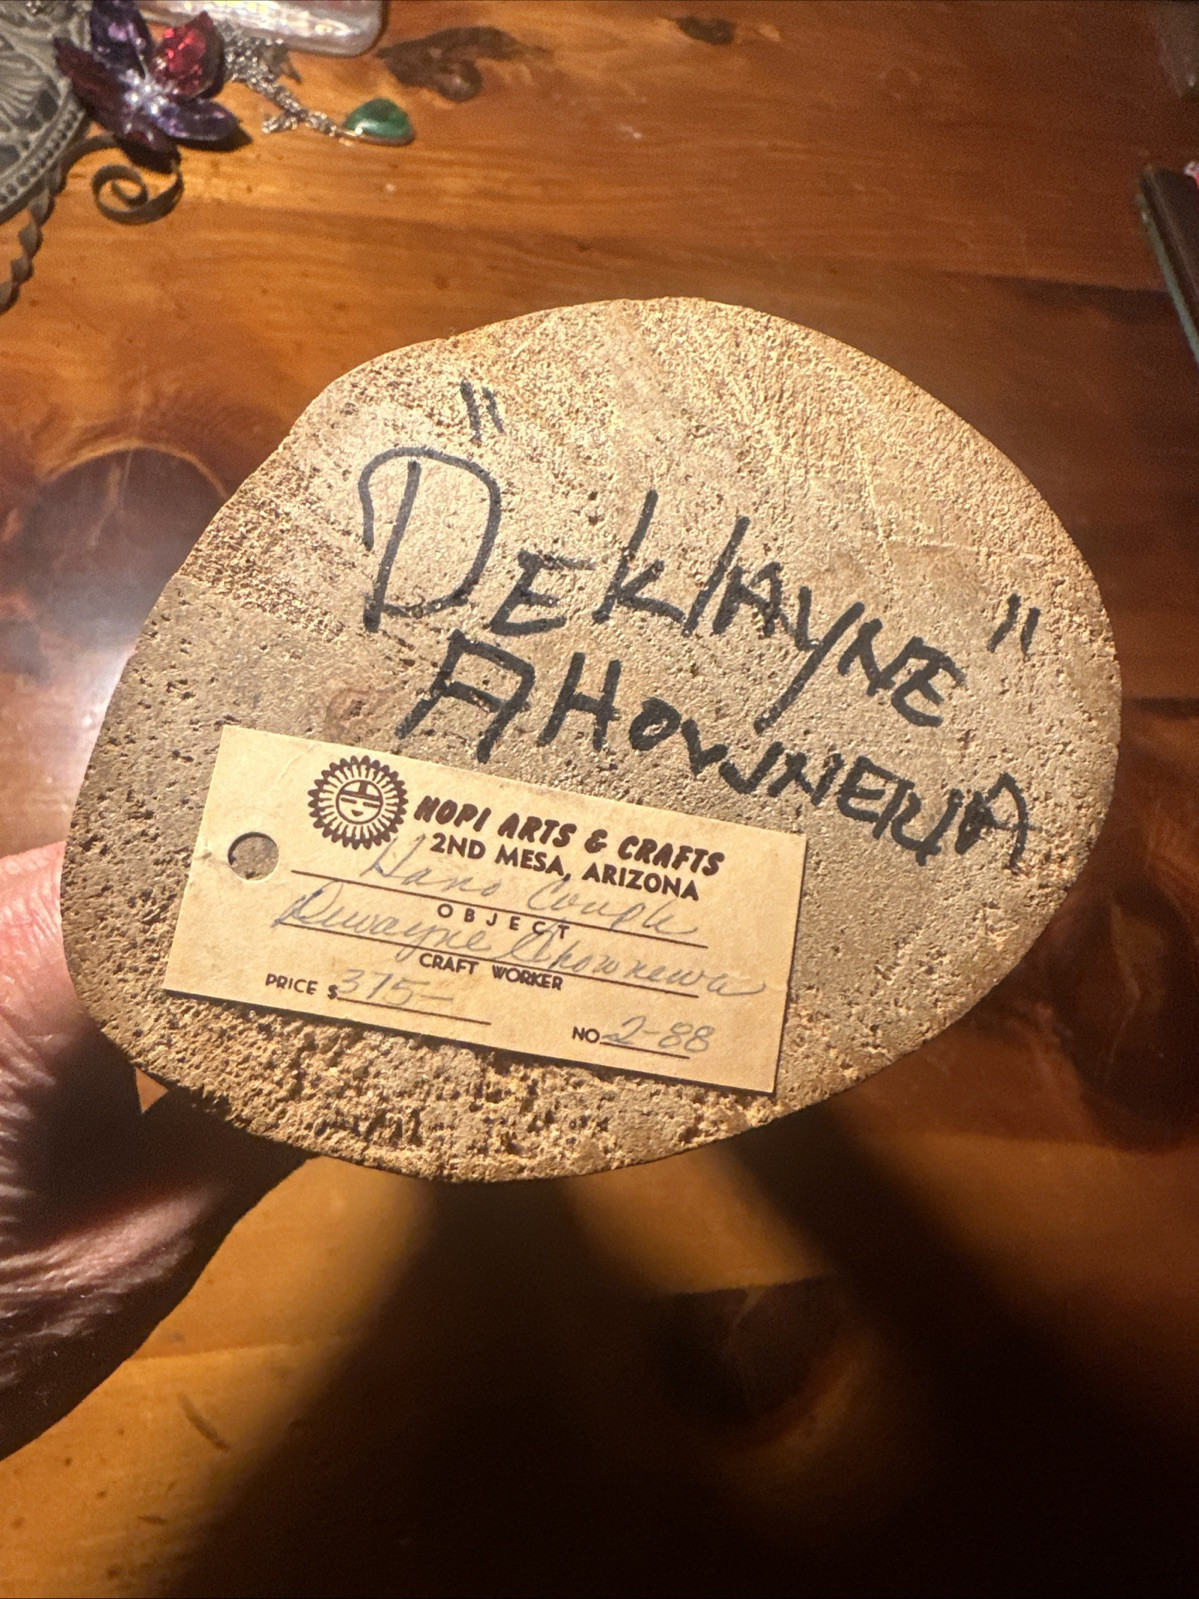 "DEKLAYNE"
AHOWNEWA
HOPI ARTS & CRAFTS
2ND MESA, ARIZONA
Hano Couple
OBJECT
Dewayne Ahownewa
CRAFT WORKER
PRICE $375-
NO. 2-88